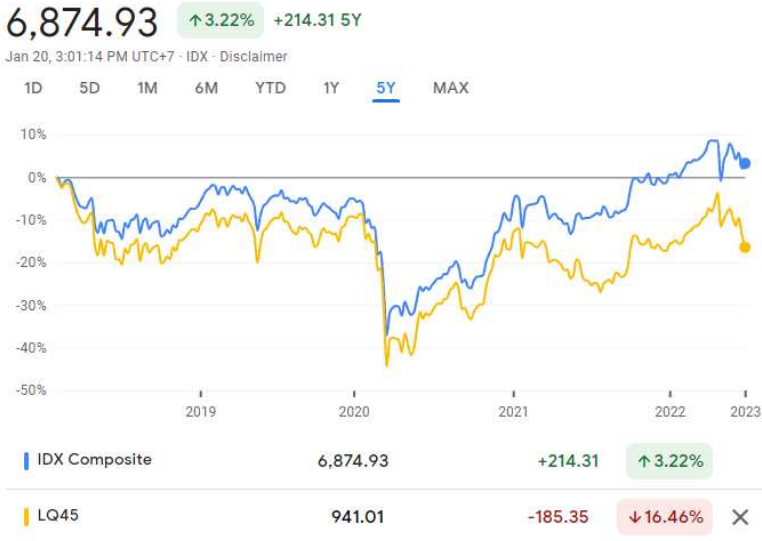 6,874.93 ↑3.22% +214.31 5Y
Jan 20, 3:01:14 PM UTC+7 · IDX · Disclaimer
1D 5D 1M 6M YTD 1Y 5Y MAX
10%
0%
-10%
-20%
-30%
-40%
-50%
2019 2020 2021 2022 2023
IDX Composite 6,874.93 +214.31 ↑3.22%
LQ45 941.01 -185.35 ↓16.46% ✕